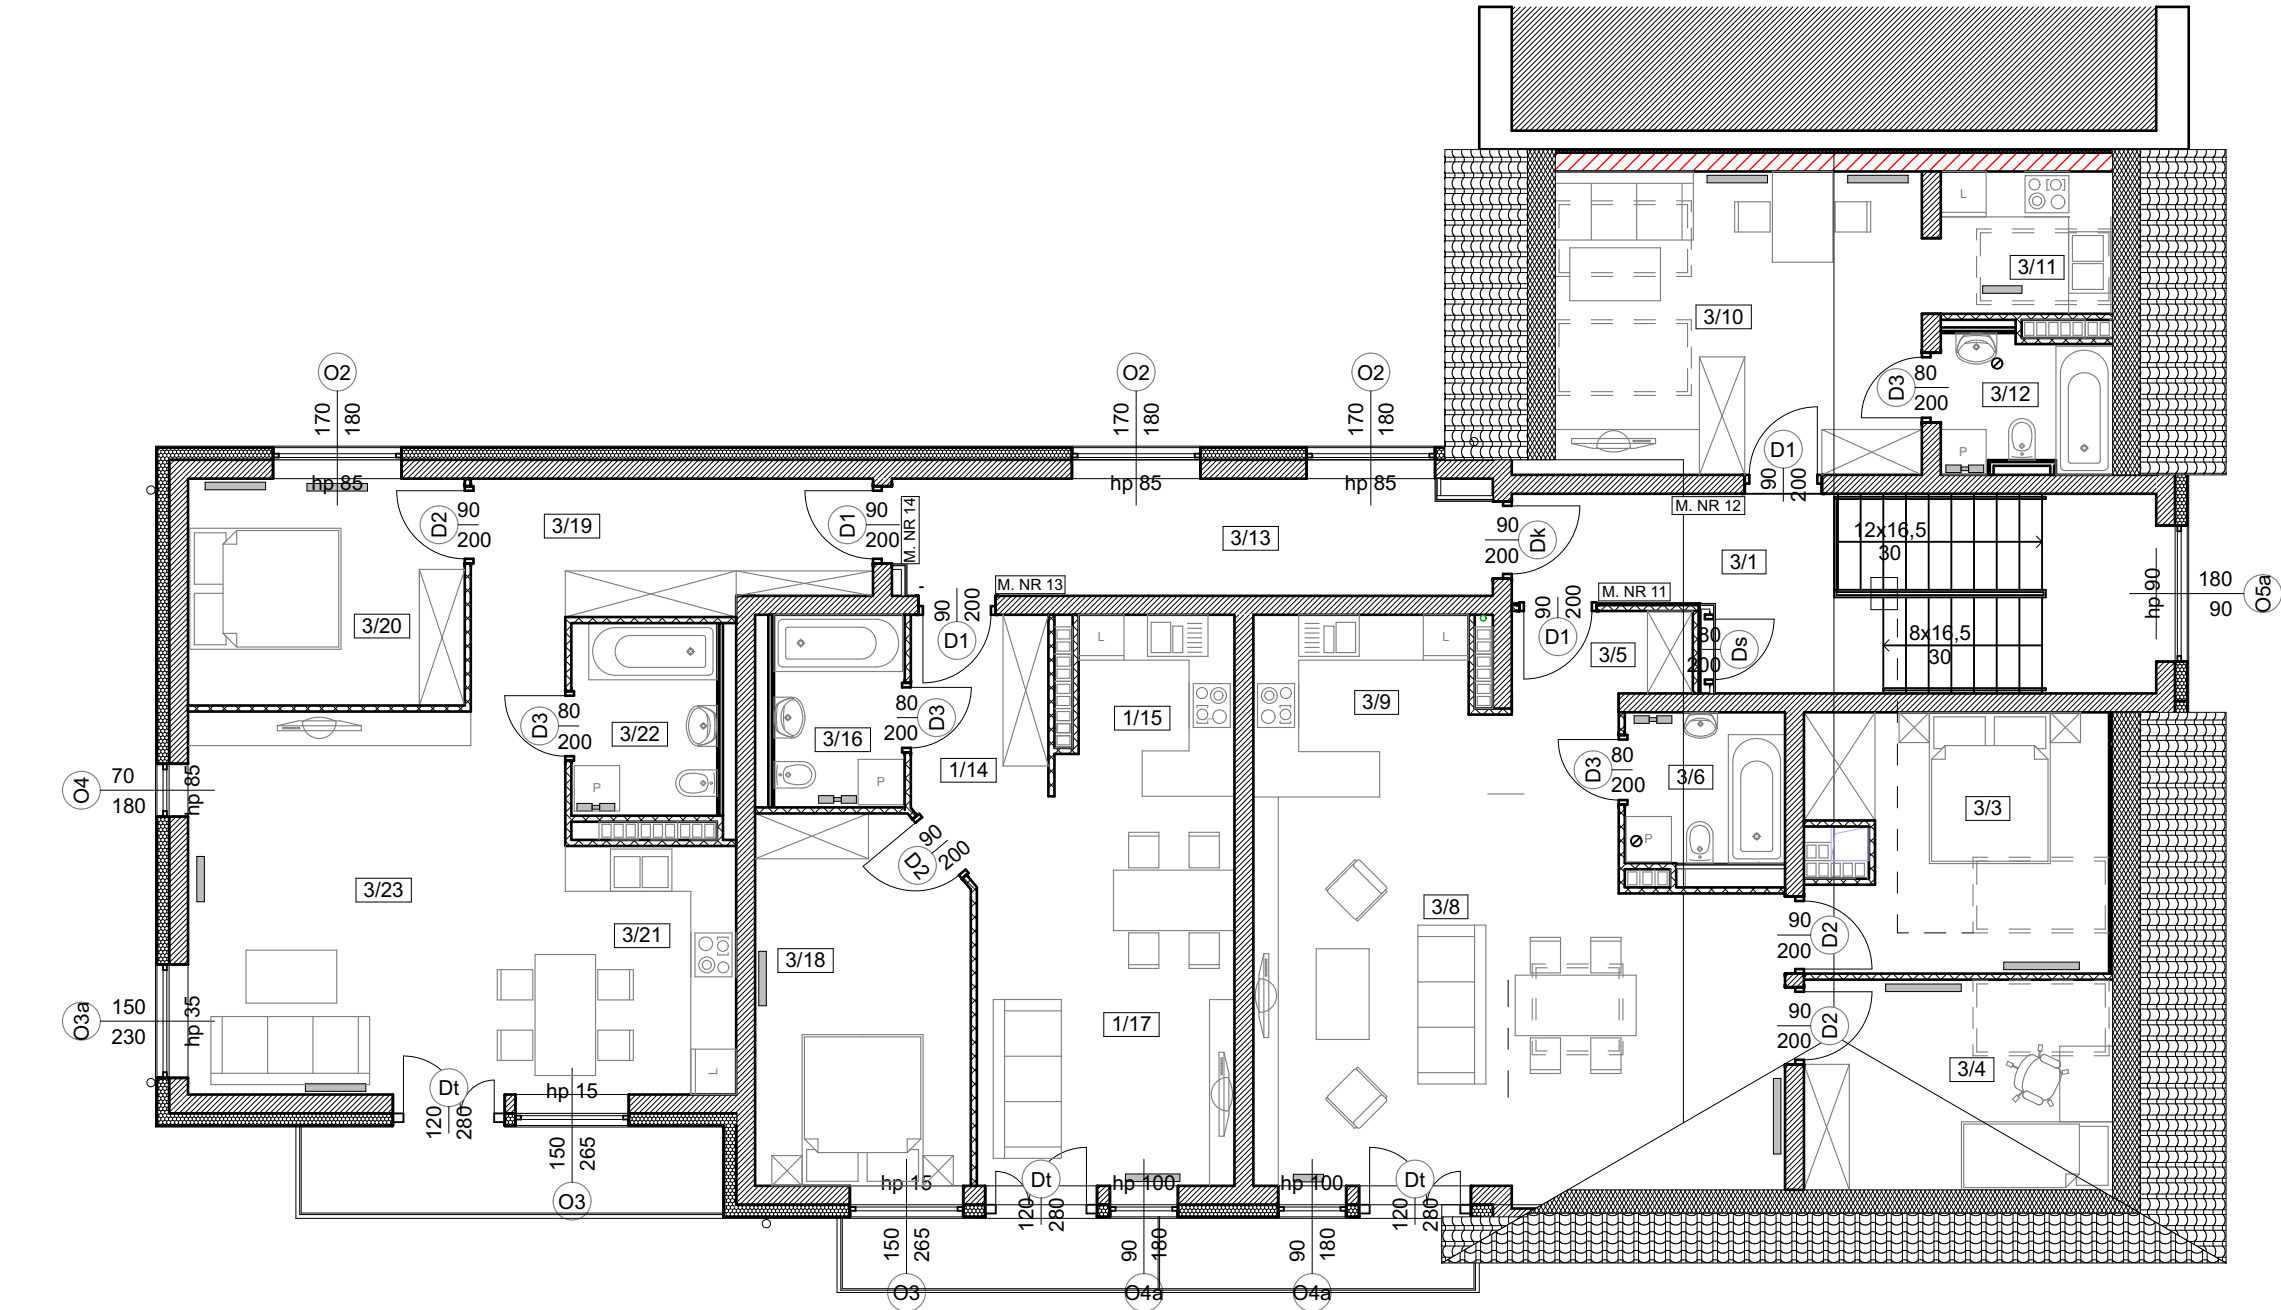 L
3/11
3/10
D3
80
200
3/12
P
D1
90
200
O2
170
180
hp 85
O2
170
180
hp 85
O2
170
180
hp 85
D2
90
200
3/19
D1
90
200
M. NR 14
3/13
90
200
Dk
M. NR 12
12x16,5
30
3/1
hp 90
180
90
O5a
M. NR 13
90
200
D1
M. NR 11
90
200
D1
3/5
80
200
Ds
8x16,5
30
3/20
L
L
D3
80
200
3/22
P
3/16
80
200
D3
1/15
3/9
1/14
P
D3
80
200
3/6
P
3/3
O4
70
180
hp 85
90
200
D2
3/23
3/21
3/18
3/8
90
200
D2
O3a
150
230
hp 35
1/17
90
200
D2
3/4
L
Dt
120
280
hp 15
150
265
O3
hp 15
150
265
O3
Dt
120
280
hp 100
90
180
O4a
hp 100
90
180
O4a
Dt
120
280